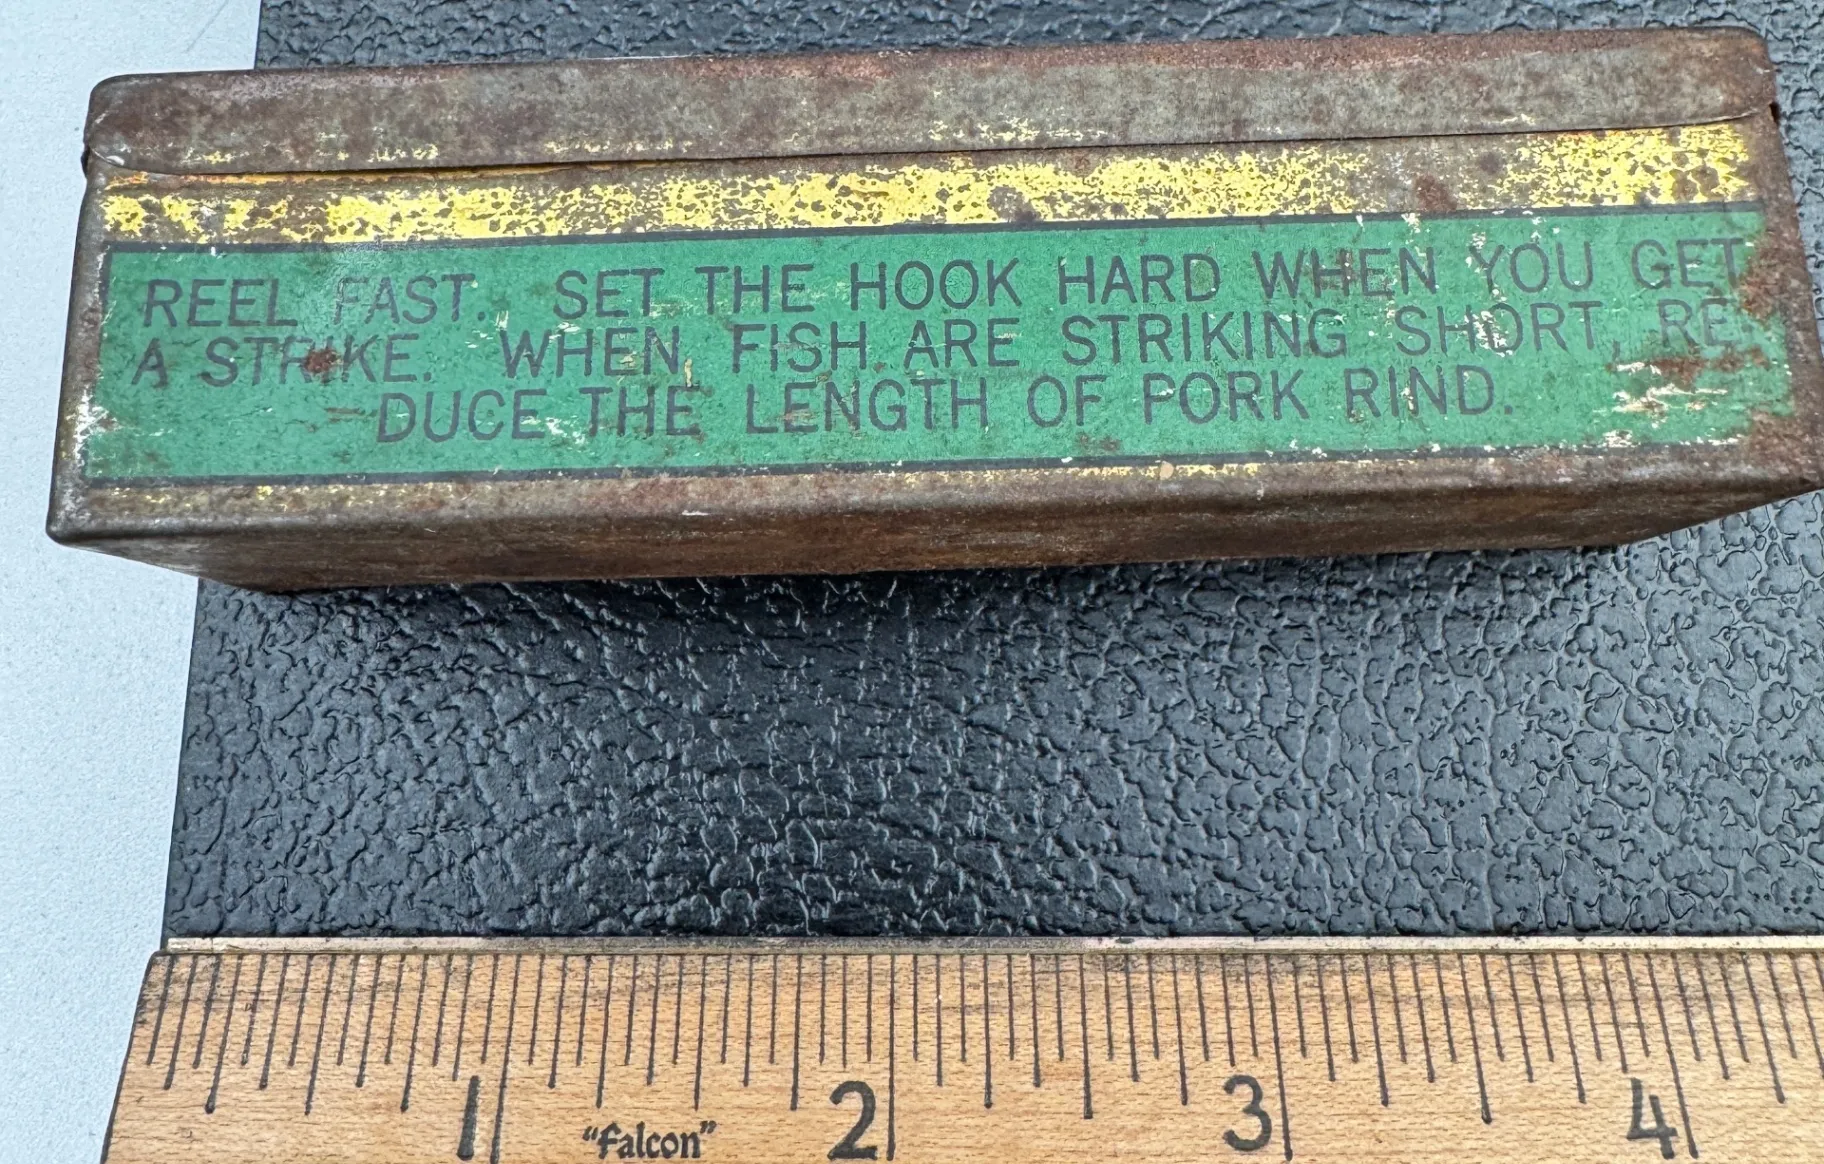 REEL FAST. SET THE HOOK HARD WHEN YOU GET
A STRIKE. WHEN FISH ARE STRIKING SHORT, RE
DUCE THE LENGTH OF PORK RIND.
1 2 3 4
"Falcon"